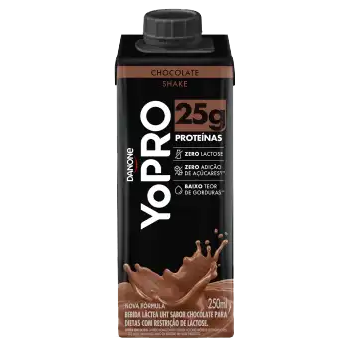 CHOCOLATE
SHAKE
DANONE
YoPRO
25g
PROTEÍNAS
ZERO LACTOSE
ZERO ADIÇÃO
DE AÇÚCARES**
BAIXO TEOR
DE GORDURAS**
NOVA FÓRMULA
250ml
BEBIDA LÁCTEA UHT SABOR CHOCOLATE PARA
DIETAS COM RESTRIÇÃO DE LACTOSE.